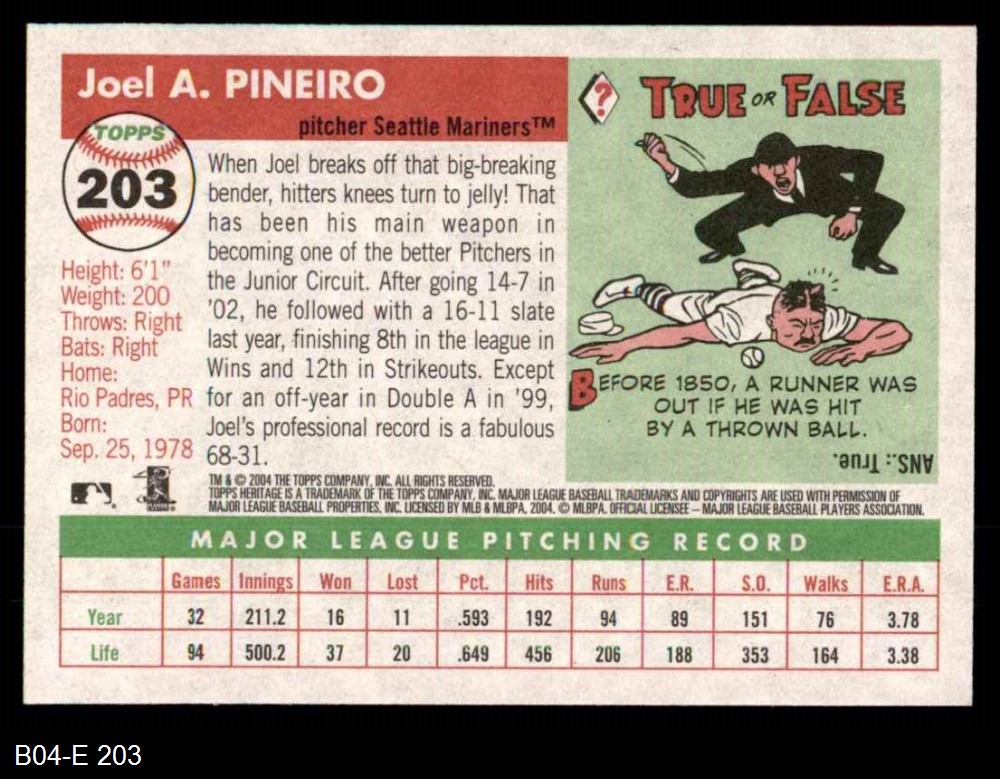 Joel A. PINEIRO
pitcher Seattle Mariners™
TOPPS
203
When Joel breaks off that big-breaking
bender, hitters knees turn to jelly! That
has been his main weapon in
becoming one of the better Pitchers in
the Junior Circuit. After going 14-7 in
'02, he followed with a 16-11 slate
last year, finishing 8th in the league in
Wins and 12th in Strikeouts. Except
for an off-year in Double A in '99,
Joel's professional record is a fabulous
68-31.
Height: 6'1"
Weight: 200
Throws: Right
Bats: Right
Home:
Rio Padres, PR
Born:
Sep. 25, 1978
?
TRUE OR FALSE
BEFORE 1850, A RUNNER WAS
OUT IF HE WAS HIT
BY A THROWN BALL.
ANS.: True.
TM & © 2004 THE TOPPS COMPANY, INC. ALL RIGHTS RESERVED.
TOPPS HERITAGE IS A TRADEMARK OF THE TOPPS COMPANY, INC. MAJOR LEAGUE BASEBALL TRADEMARKS AND COPYRIGHTS ARE USED WITH PERMISSION OF
MAJOR LEAGUE BASEBALL PROPERTIES, INC. LICENSED BY MLB & MLBPA, 2004. © MLBPA. OFFICIAL LICENSEE – MAJOR LEAGUE BASEBALL PLAYERS ASSOCIATION.
MAJOR LEAGUE PITCHING RECORD
Games Innings Won Lost Pct. Hits Runs E.R. S.O. Walks E.R.A.
Year 32 211.2 16 11 .593 192 94 89 151 76 3.78
Life 94 500.2 37 20 .649 456 206 188 353 164 3.38
B04-E 203